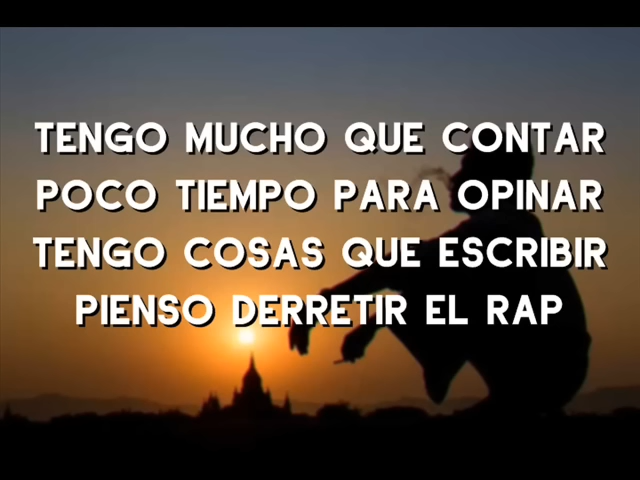 TENGO MUCHO QUE CONTAR
POCO TIEMPO PARA OPINAR
TENGO COSAS QUE ESCRIBIR
PIENSO DERRETIR EL RAP